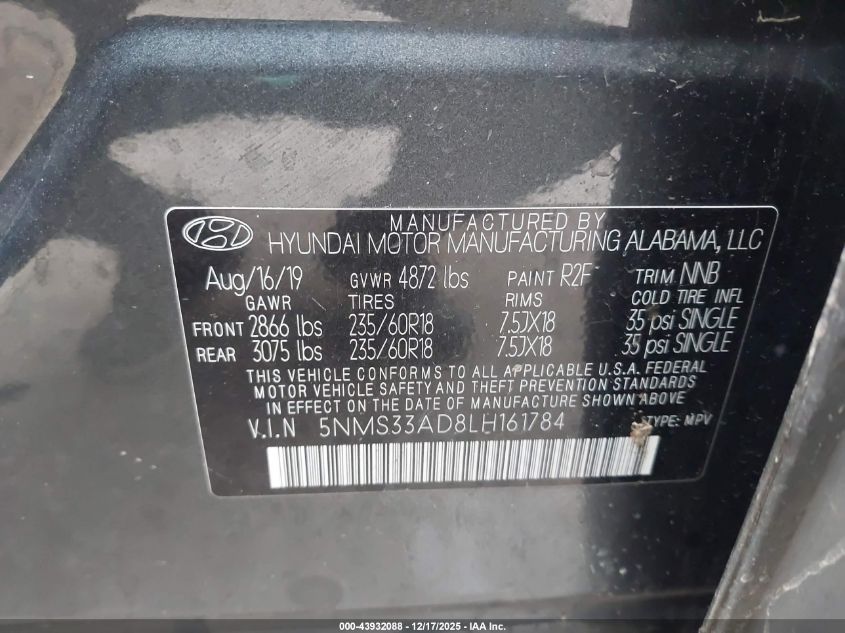 MANUFACTURED BY
HYUNDAI MOTOR MANUFACTURING ALABAMA, LLC
Aug/16/19 GVWR 4872 lbs PAINT R2F TRIM NNB
GAWR TIRES RIMS COLD TIRE INFL
FRONT 2866 lbs 235/60R18 7.5JX18 35 psi SINGLE
REAR 3075 lbs 235/60R18 7.5JX18 35 psi SINGLE
THIS VEHICLE CONFORMS TO ALL APPLICABLE U.S.A. FEDERAL
MOTOR VEHICLE SAFETY AND THEFT PREVENTION STANDARDS
IN EFFECT ON THE DATE OF MANUFACTURE SHOWN ABOVE
V.I.N 5NMS33AD8LH161784 TYPE: MPV
000-43932088 - 12/17/2025 - IAA Inc.